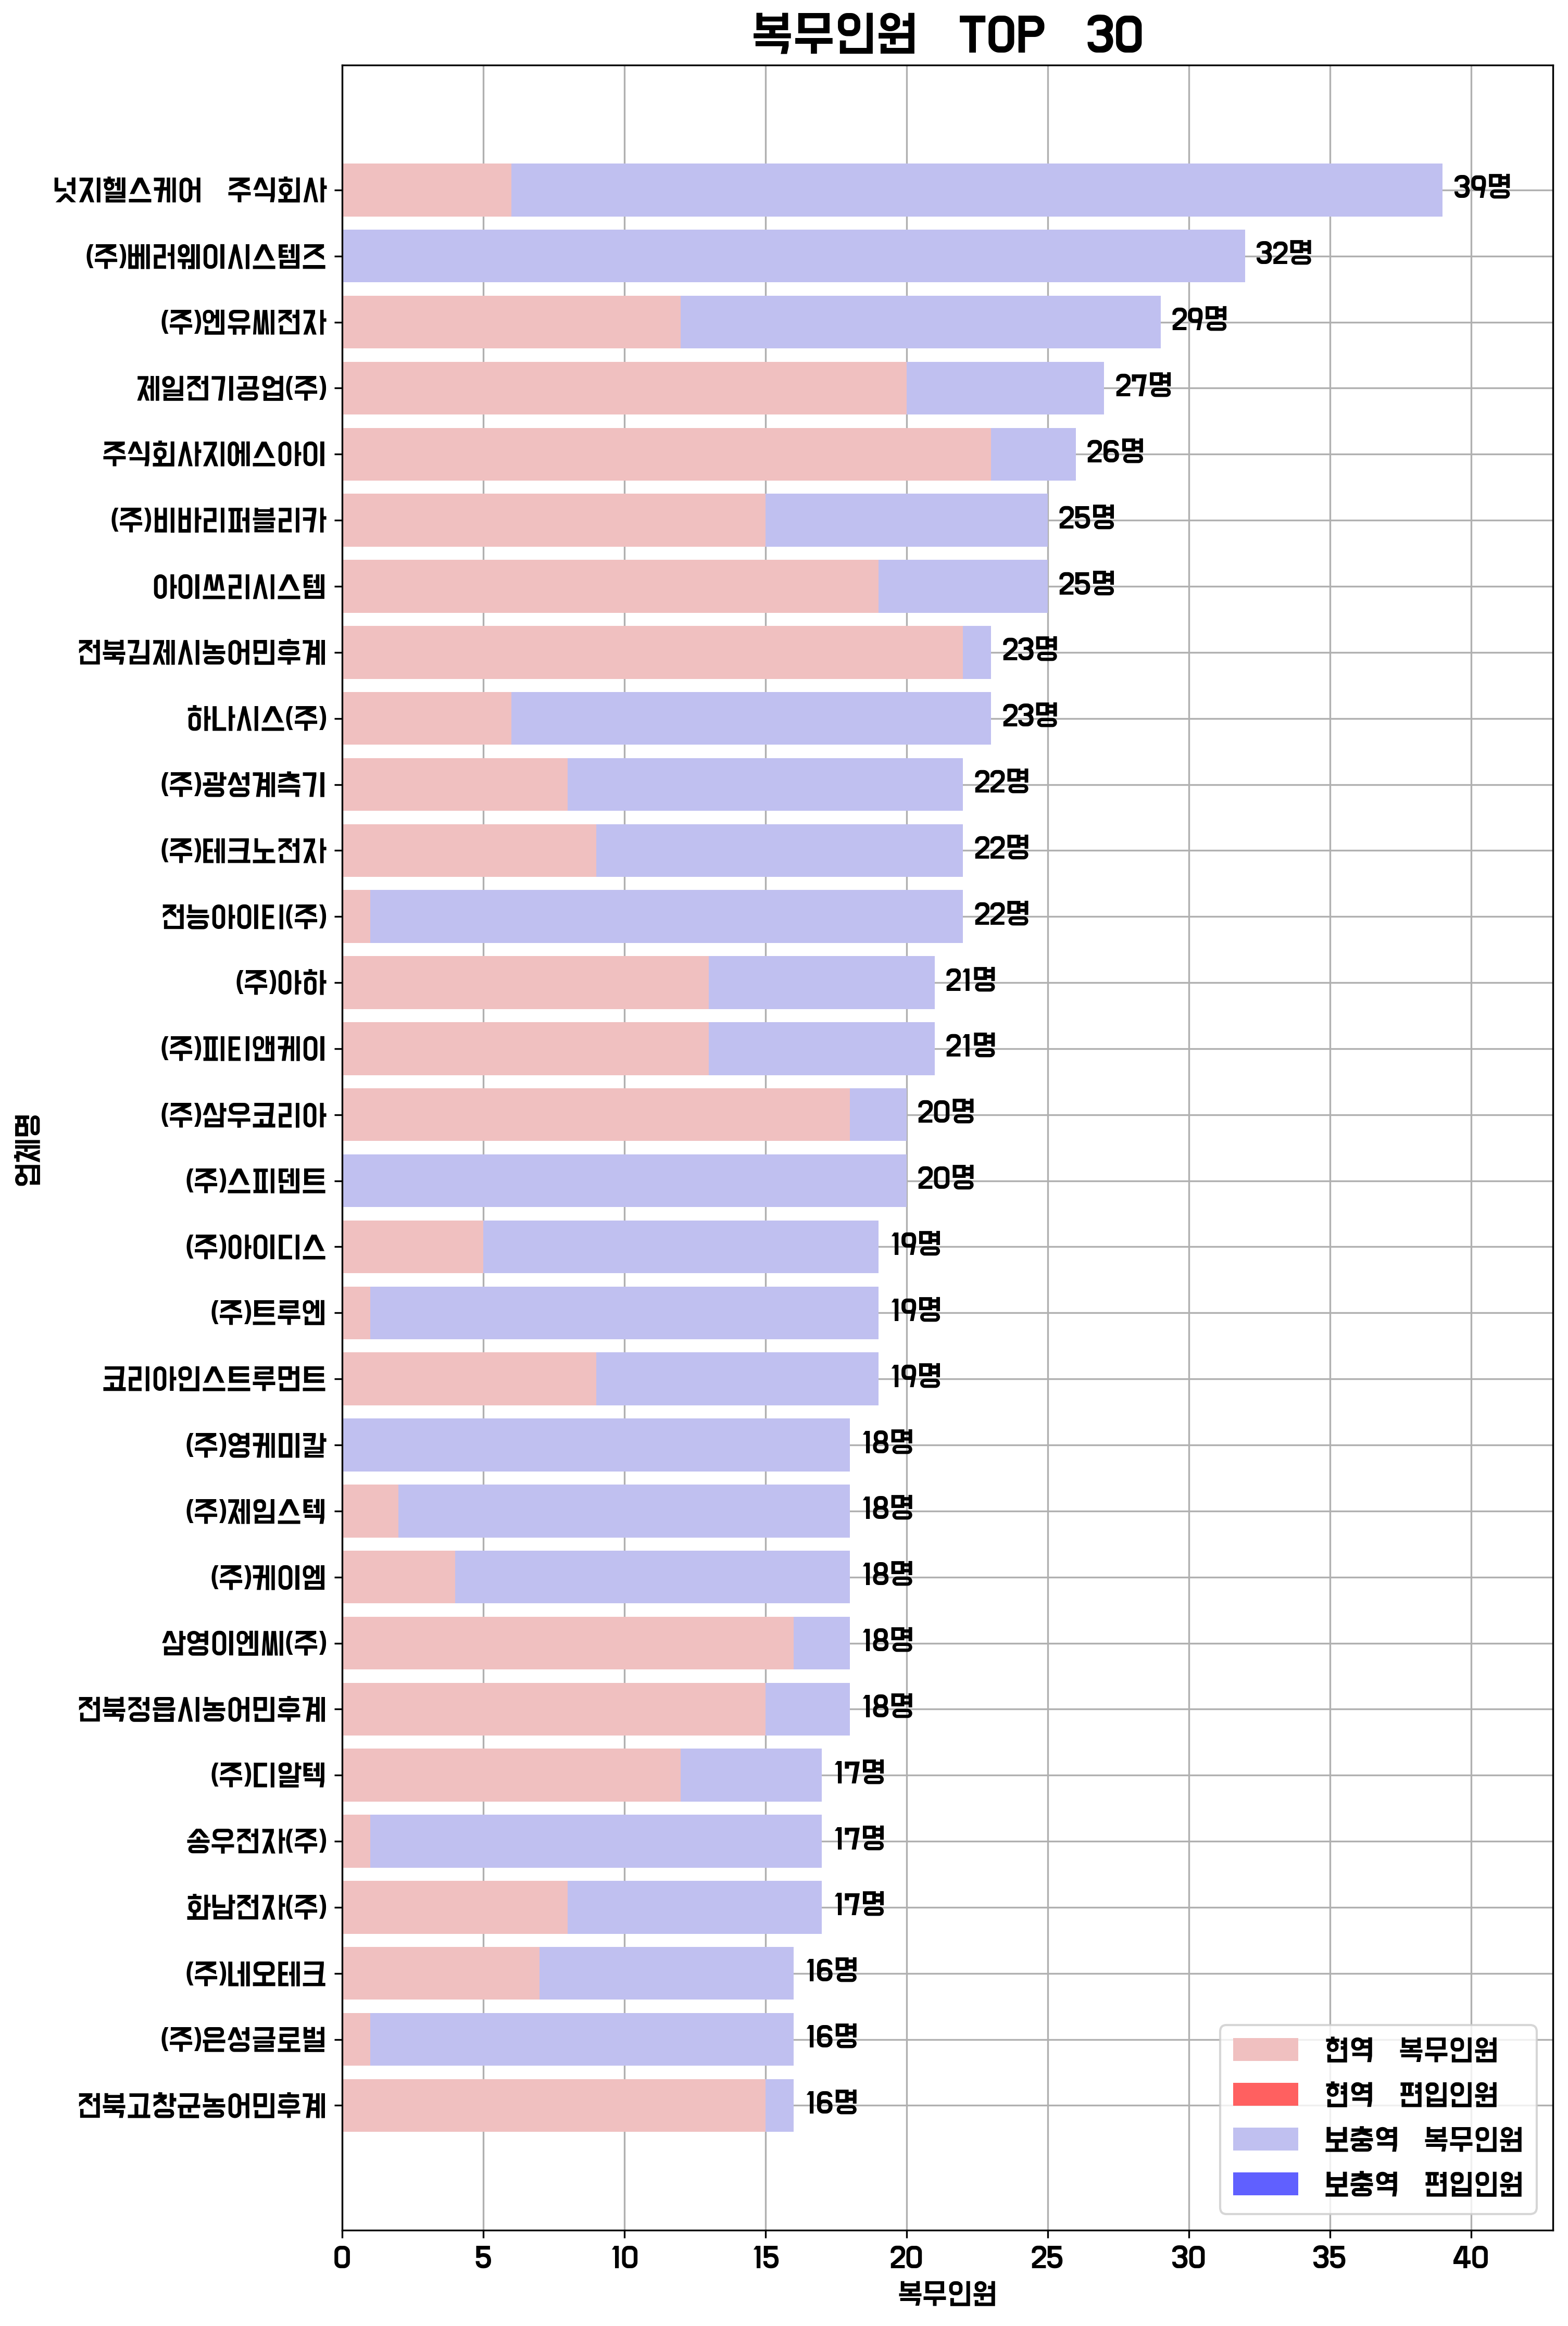 복무인원 TOP 30
넛지헬스케어 주식회사 39명
(주)베러웨이시스템즈 32명
(주)엔유씨전자 29명
제일전기공업(주) 27명
주식회사지에스아이 26명
(주)비바리퍼블리카 25명
아이쓰리시스템 25명
전북김제시농어민후계 23명
하나시스(주) 23명
(주)광성계측기 22명
(주)테크노전자 22명
전능아이티(주) 22명
(주)아하 21명
(주)피티앤케이 21명
(주)삼우코리아 20명
업체명
(주)스피덴트 20명
(주)아이디스 19명
(주)트루엔 19명
코리아인스트루먼트 19명
(주)영케미칼 18명
(주)제임스텍 18명
(주)케이엠 18명
삼영이엔씨(주) 18명
전북정읍시농어민후계 18명
(주)디알텍 17명
송우전자(주) 17명
화남전자(주) 17명
(주)네오테크 16명
(주)은성글로벌 16명
전북고창군농어민후계 16명
현역 복무인원
현역 편입인원
보충역 복무인원
보충역 편입인원
0 5 10 15 20 25 30 35 40
복무인원